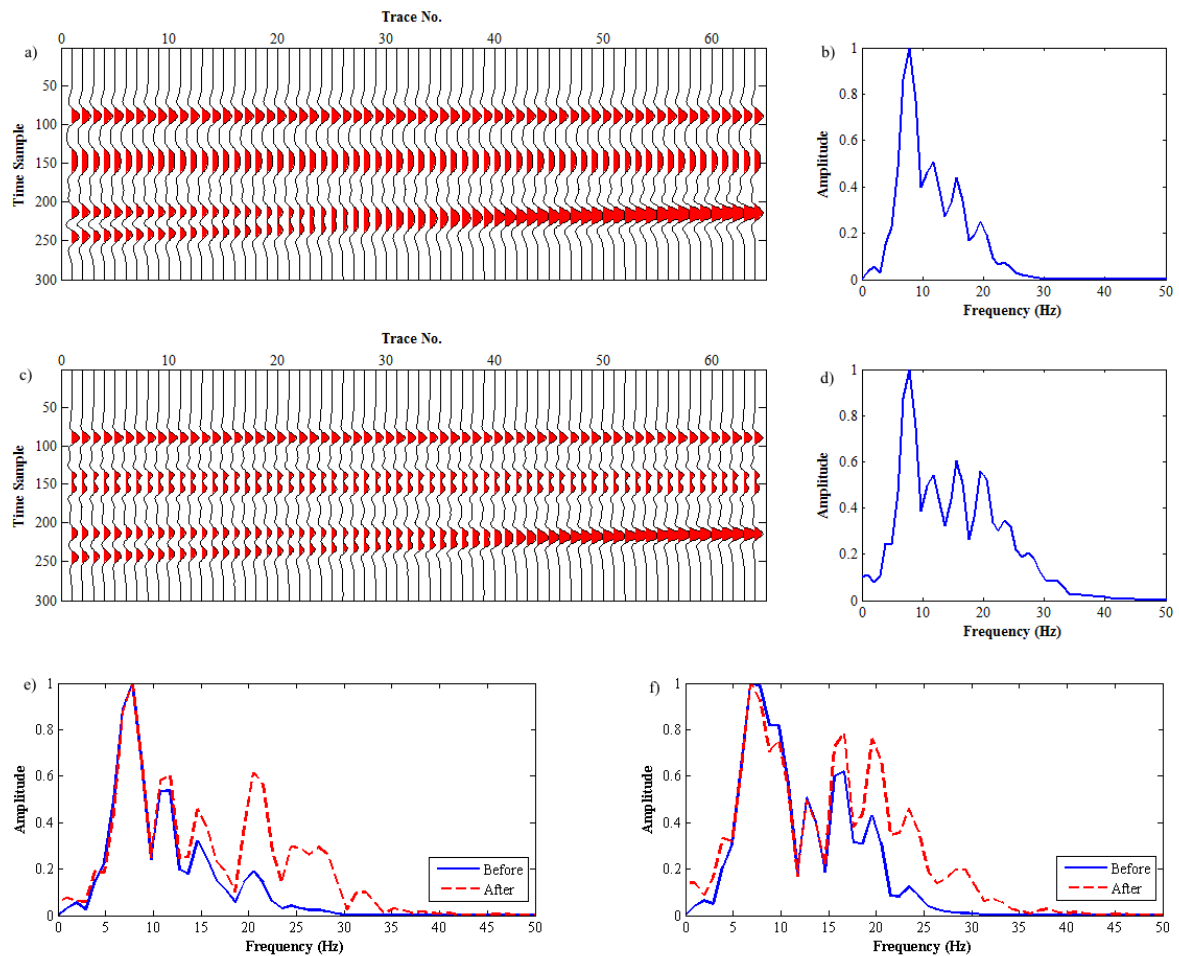 Trace No.
0 10 20 30 40 50 60
a)
50
100
150
200
250
300
Time Sample
b)
1
0.8
0.6
0.4
0.2
0
Amplitude
0 10 20 30 40 50
Frequency (Hz)
Trace No.
0 10 20 30 40 50 60
c)
50
100
150
200
250
300
Time Sample
d)
1
0.8
0.6
0.4
0.2
0
Amplitude
0 10 20 30 40 50
Frequency (Hz)
e)
1
0.8
0.6
0.4
0.2
0
Amplitude
Before
After
0 5 10 15 20 25 30 35 40 45 50
Frequency (Hz)
f)
1
0.8
0.6
0.4
0.2
0
Amplitude
Before
After
0 5 10 15 20 25 30 35 40 45 50
Frequency (Hz)